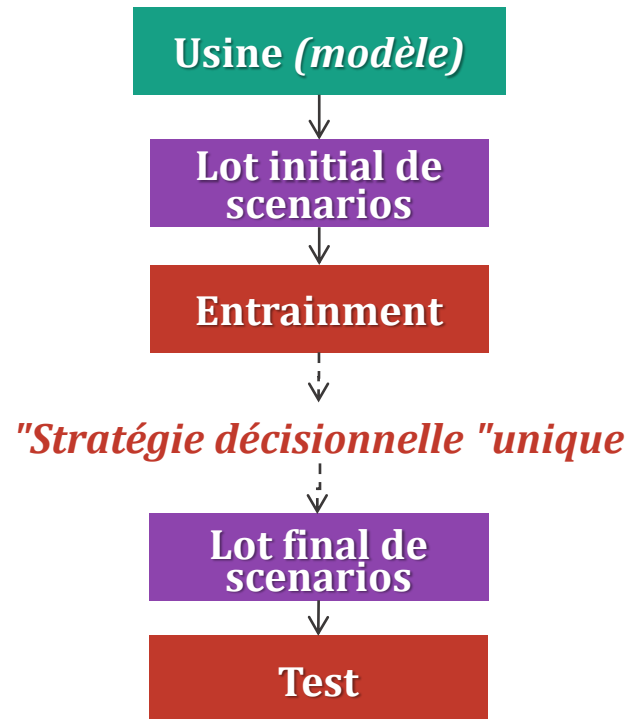 Usine (modèle)
Lot initial de
scenarios
Entrainment
"Stratégie décisionnelle "unique
Lot final de
scenarios
Test